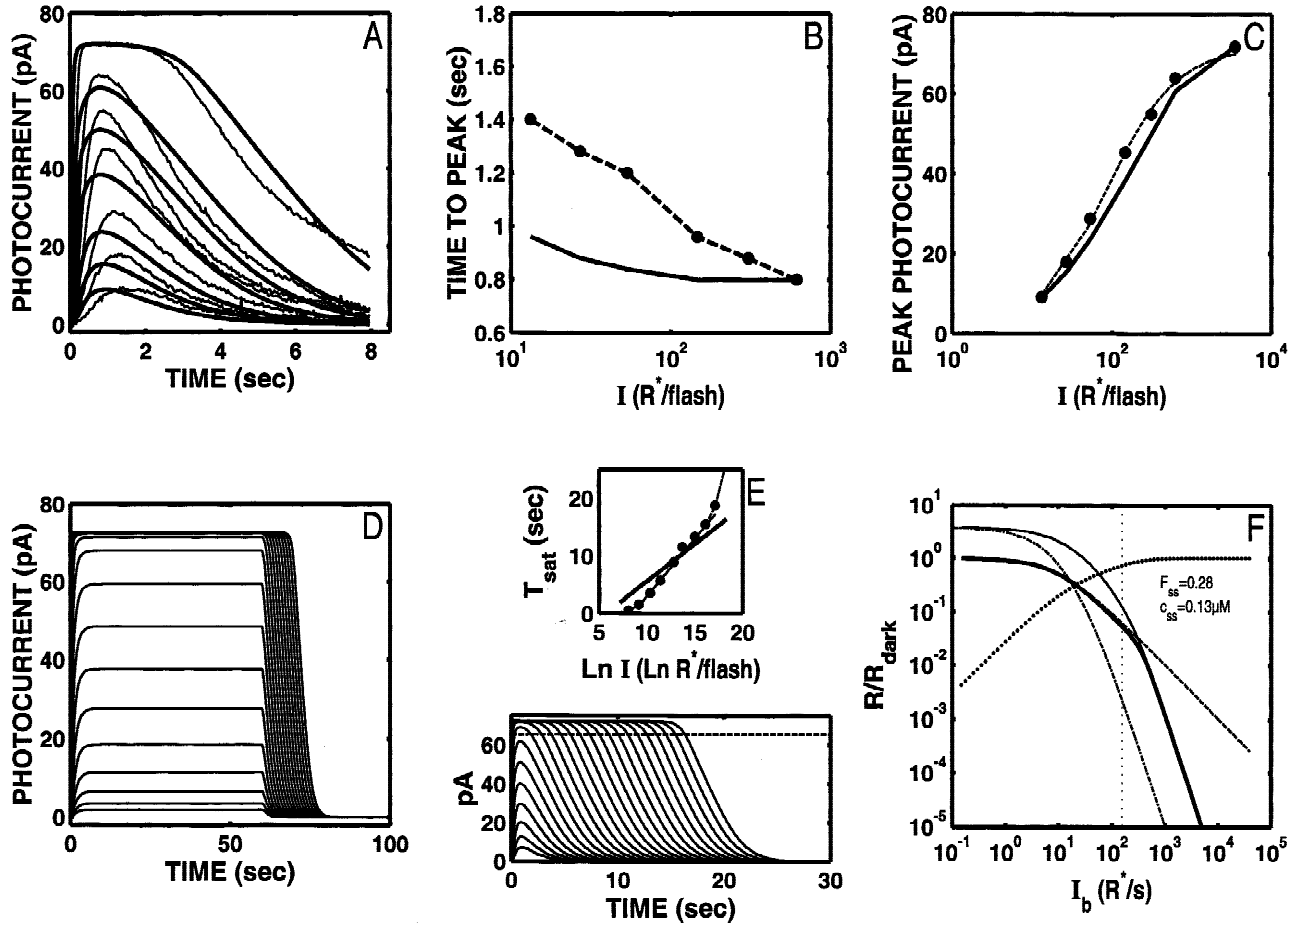 A
PHOTOCURRENT (pA)
80
60
40
20
0
0 2 4 6 8
TIME (sec)
B
TIME TO PEAK (sec)
1.8
1.6
1.4
1.2
1
0.8
0.6
10^1 10^2 10^3
I (R*/flash)
C
PEAK PHOTOCURRENT (pA)
80
60
40
20
0
10^0 10^2 10^4
I (R*/flash)
D
PHOTOCURRENT (pA)
80
60
40
20
0
0 50 100
TIME (sec)
E
T_sat (sec)
20
10
0
5 10 15 20
Ln I (Ln R*/flash)
pA
60
40
20
0
0 10 20 30
TIME (sec)
F
R/R_dark
10^1
10^0
10^-1
10^-2
10^-3
10^-4
10^-5
F_ss=0.28
c_ss=0.13µM
10^-1 10^0 10^1 10^2 10^3 10^4 10^5
I_b (R*/s)